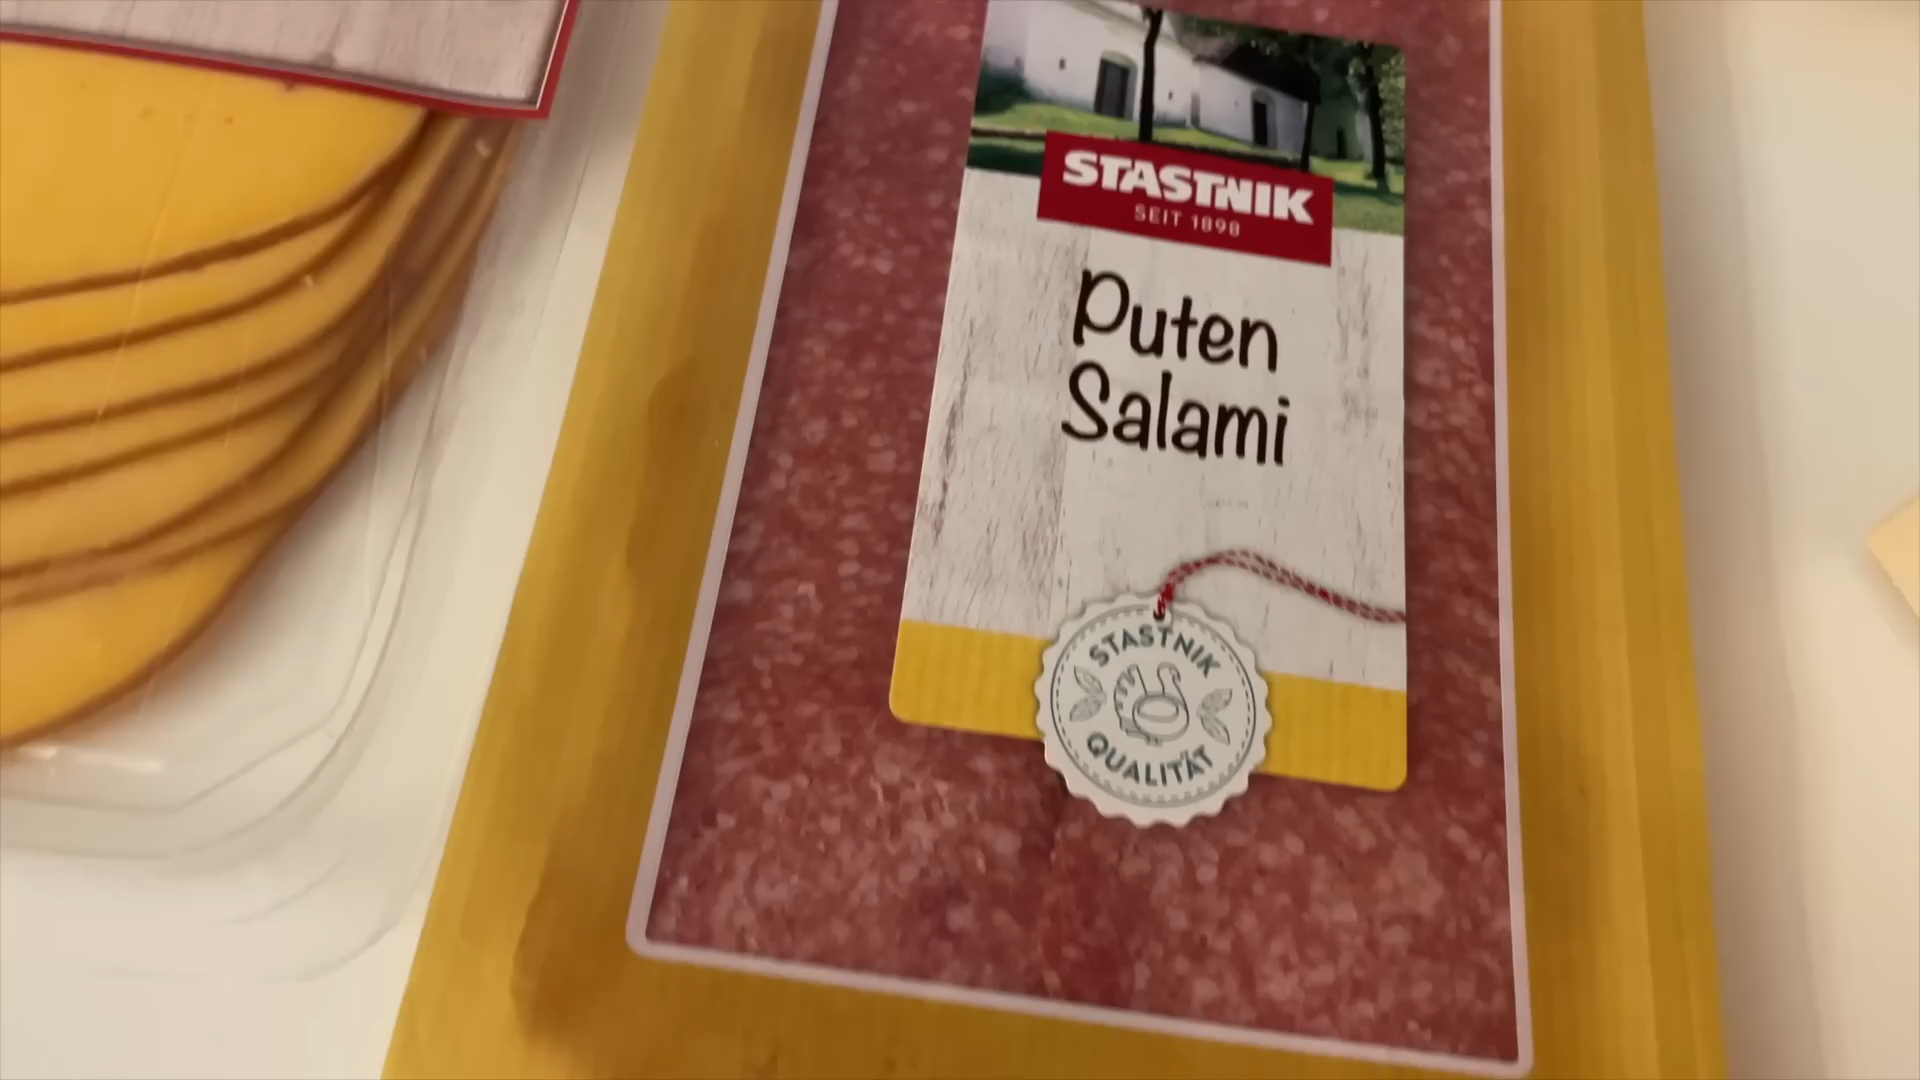 STASTNIK
SEIT 1898
Puten
Salami
STASTNIK
QUALITÄT